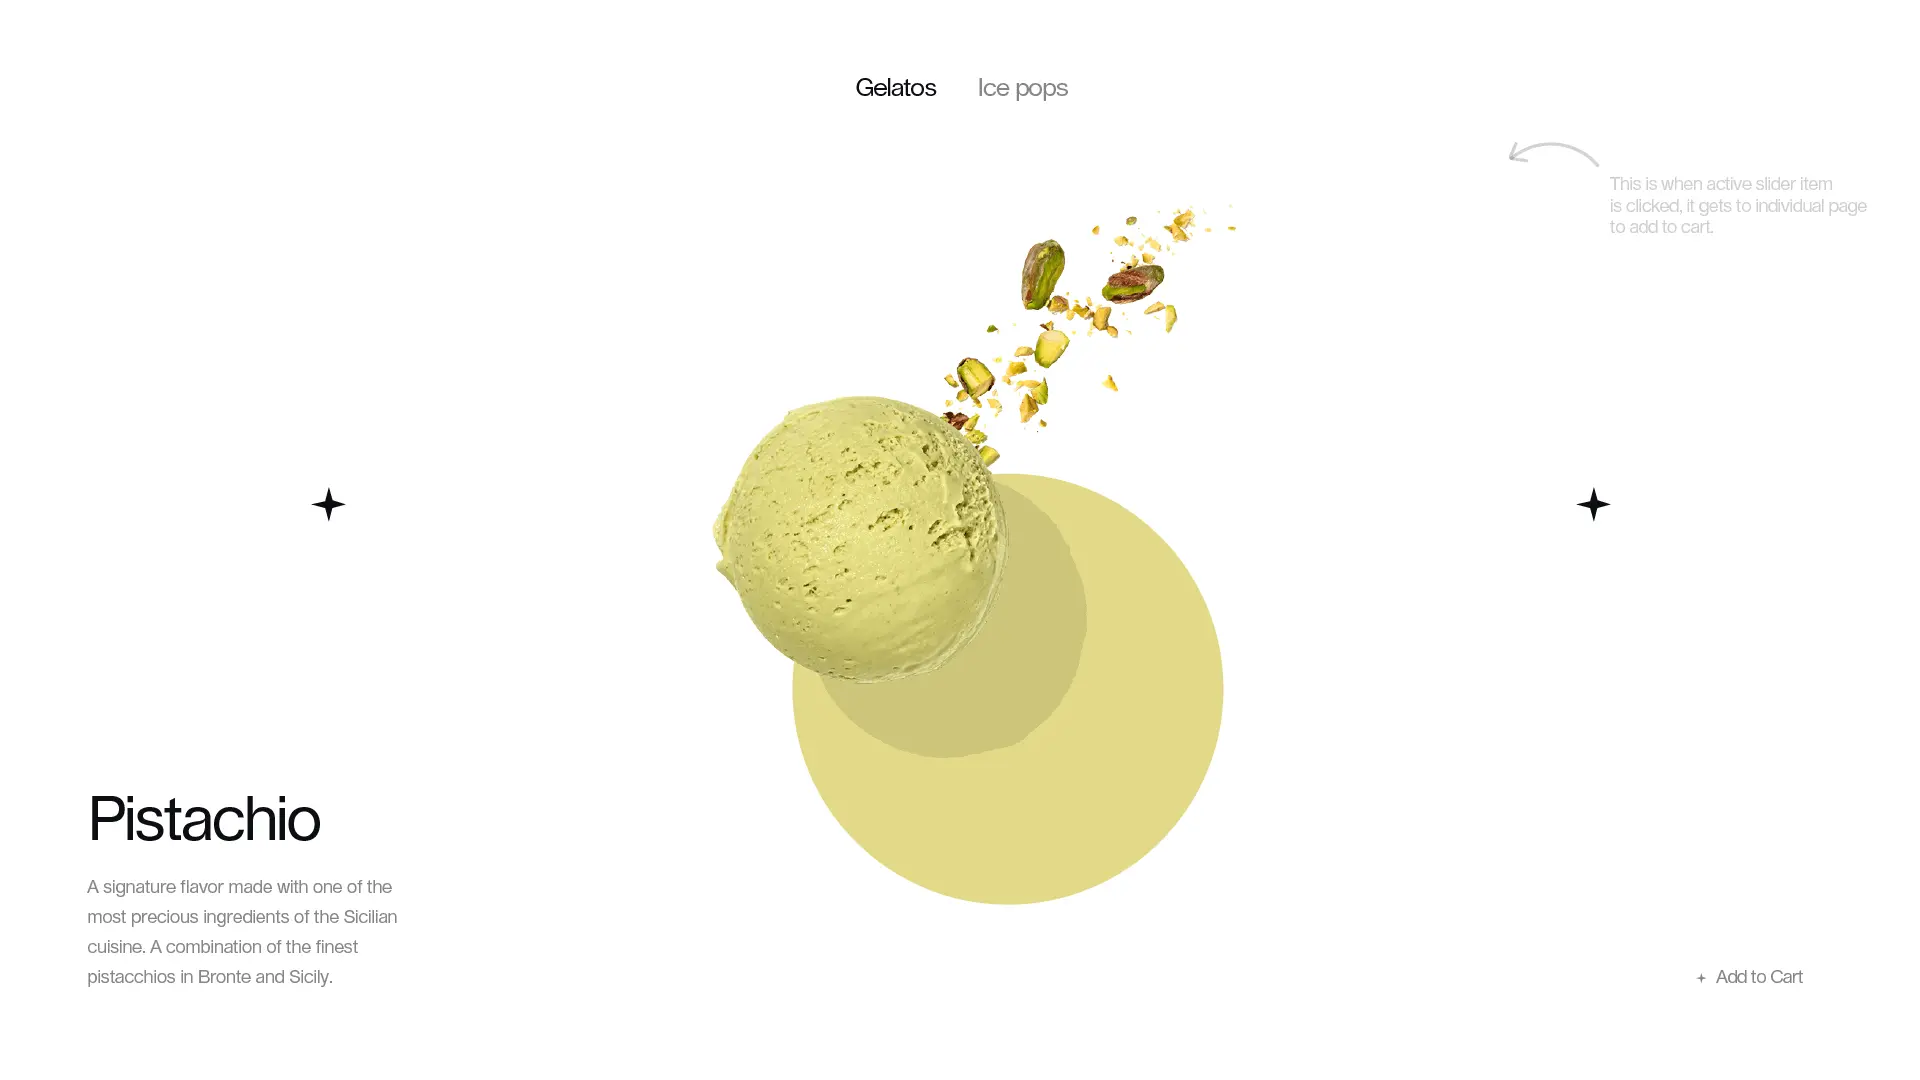 Gelatos
Ice pops
This is when active slider item
is clicked, it gets to individual page
to add to cart.
Pistachio
A signature flavor made with one of the
most precious ingredients of the Sicilian
cuisine. A combination of the finest
pistacchios in Bronte and Sicily.
Add to Cart